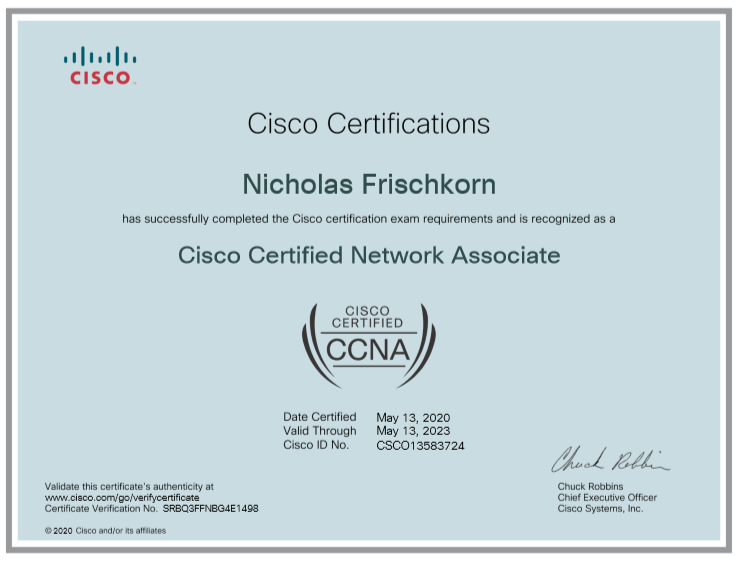 CISCO
Cisco Certifications
Nicholas Frischkorn
has successfully completed the Cisco certification exam requirements and is recognized as a
Cisco Certified Network Associate
CISCO
CERTIFIED
CCNA
Date Certified May 13, 2020
Valid Through May 13, 2023
Cisco ID No. CSCO13583724
Chuck Robbins
Validate this certificate's authenticity at
www.cisco.com/go/verifycertificate
Certificate Verification No. SRBQ3FFNBG4E1498
Chuck Robbins
Chief Executive Officer
Cisco Systems, Inc.
© 2020 Cisco and/or its affiliates